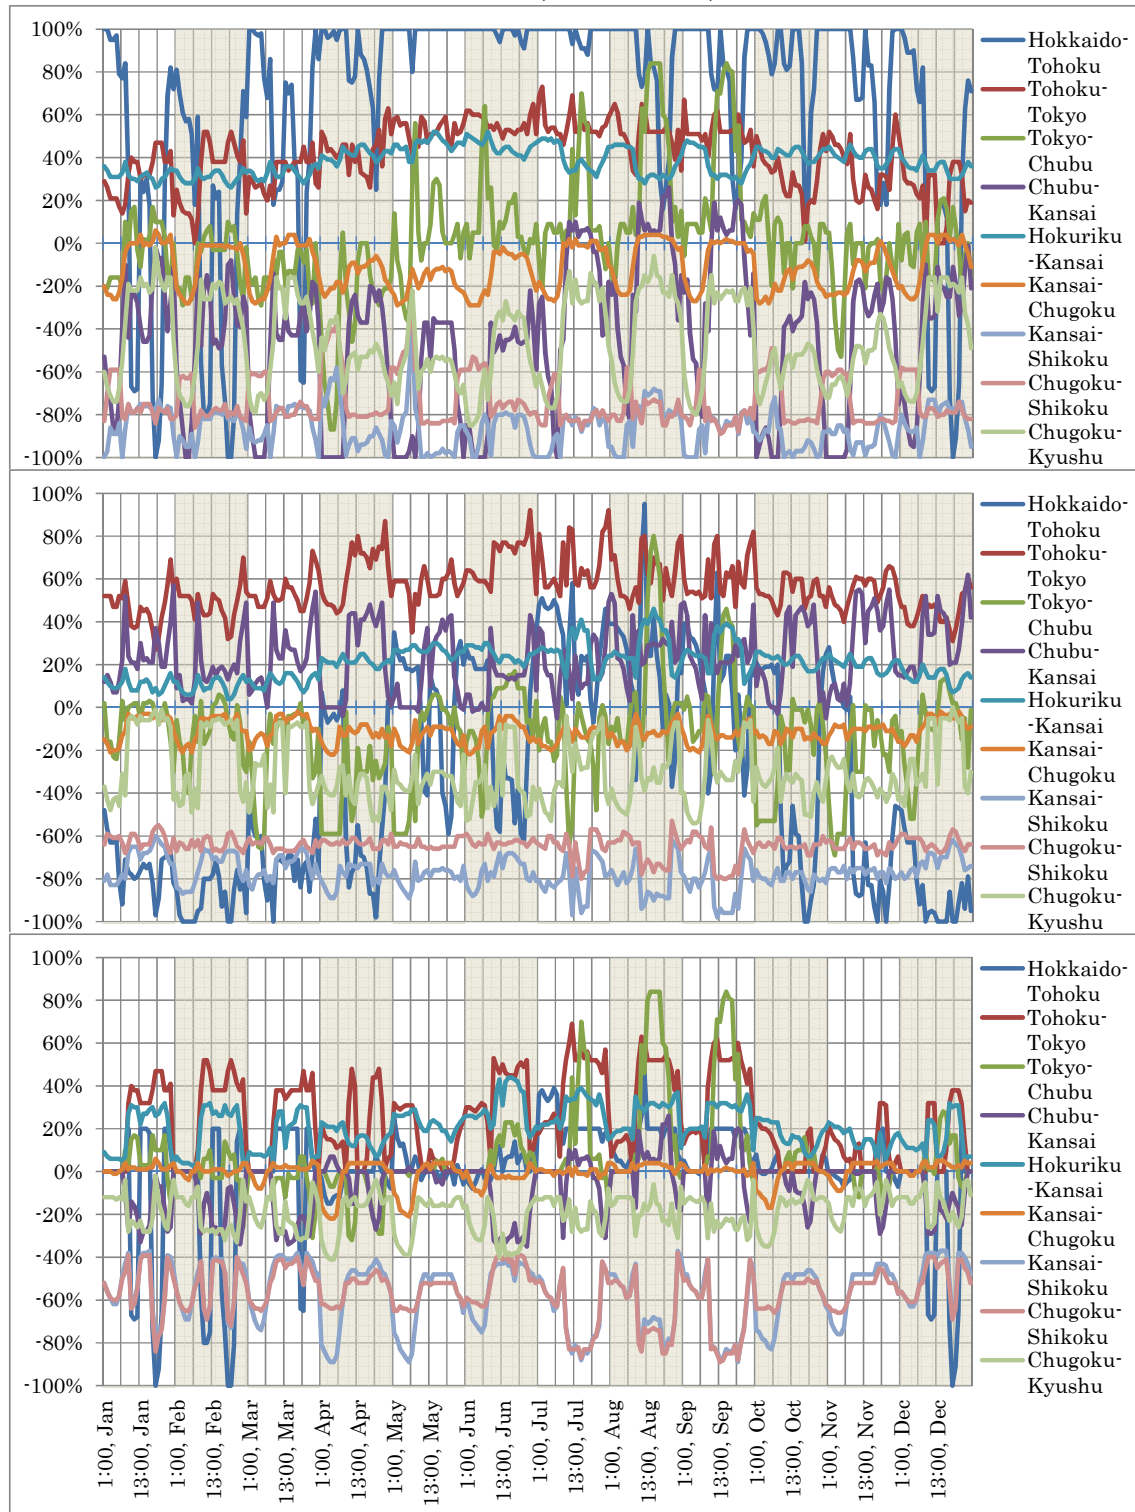 100%
80%
60%
40%
20%
0%
-20%
-40%
-60%
-80%
-100%
Hokkaido-
Tohoku
Tohoku-
Tokyo
Tokyo-
Chubu
Chubu-
Kansai
Hokuriku
-Kansai
Kansai-
Chugoku
Kansai-
Shikoku
Chugoku-
Shikoku
Chugoku-
Kyushu
100%
80%
60%
40%
20%
0%
-20%
-40%
-60%
-80%
-100%
Hokkaido-
Tohoku
Tohoku-
Tokyo
Tokyo-
Chubu
Chubu-
Kansai
Hokuriku
-Kansai
Kansai-
Chugoku
Kansai-
Shikoku
Chugoku-
Shikoku
Chugoku-
Kyushu
100%
80%
60%
40%
20%
0%
-20%
-40%
-60%
-80%
-100%
Hokkaido-
Tohoku
Tohoku-
Tokyo
Tokyo-
Chubu
Chubu-
Kansai
Hokuriku
-Kansai
Kansai-
Chugoku
Kansai-
Shikoku
Chugoku-
Shikoku
Chugoku-
Kyushu
1:00, Jan
13:00, Jan
1:00, Feb
13:00, Feb
1:00, Mar
13:00, Mar
1:00, Apr
13:00, Apr
1:00, May
13:00, May
1:00, Jun
13:00, Jun
1:00, Jul
13:00, Jul
1:00, Aug
13:00, Aug
1:00, Sep
13:00, Sep
1:00, Oct
13:00, Oct
1:00, Nov
13:00, Nov
1:00, Dec
13:00, Dec